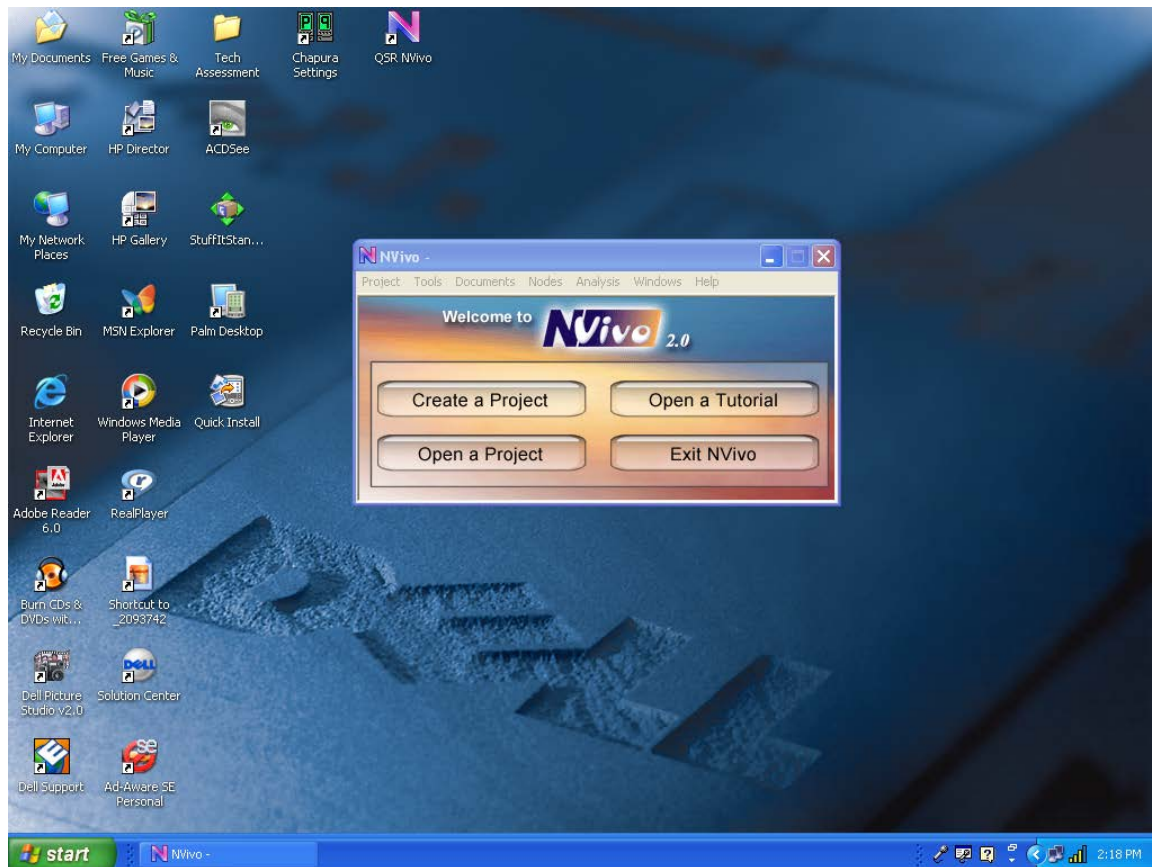 My Documents
Free Games &
Music
Tech
Assessment
Chapura
Settings
QSR NVivo
My Computer
HP Director
ACDSee
My Network
Places
HP Gallery
StuffItStan...
Recycle Bin
MSN Explorer
Palm Desktop
Internet
Explorer
Windows Media
Player
Quick Install
Adobe Reader
6.0
RealPlayer
Burn CDs &
DVDs wit...
Shortcut to
_2093742
Dell Picture
Studio v2.0
DELL
Solution Center
Dell Support
Ad-Aware SE
Personal
NVivo -
Project Tools Documents Nodes Analysis Windows Help
Welcome to NVivo 2.0
Create a Project
Open a Tutorial
Open a Project
Exit NVivo
DELL
start
NVivo -
2:18 PM